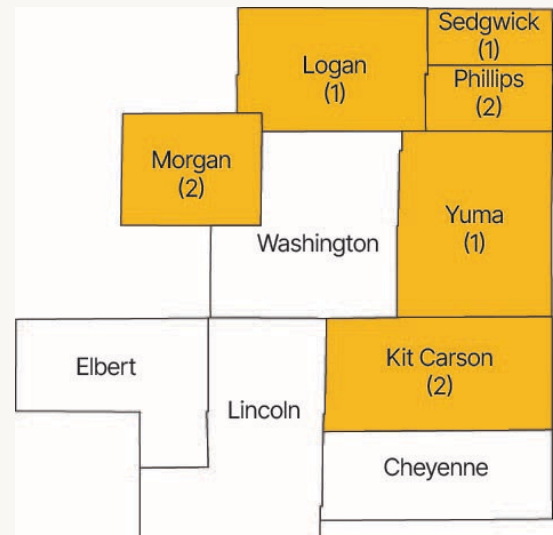 Sedgwick
(1)
Logan
(1)
Phillips
(2)
Morgan
(2)
Yuma
(1)
Washington
Elbert
Kit Carson
(2)
Lincoln
Cheyenne